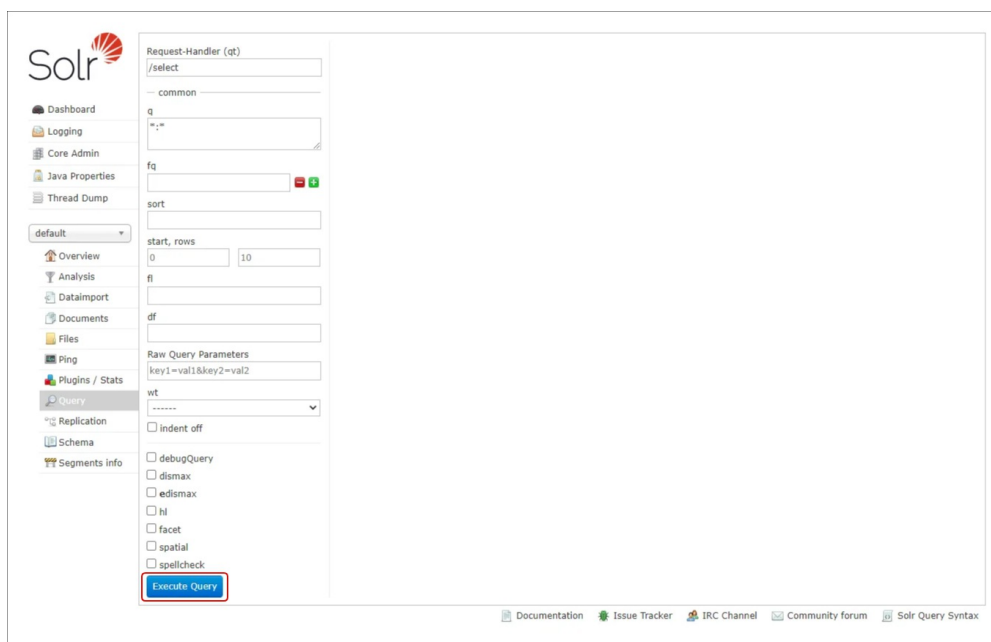 Solr
Dashboard
Logging
Core Admin
Java Properties
Thread Dump
default
Overview
Analysis
Dataimport
Documents
Files
Ping
Plugins / Stats
Query
Replication
Schema
Segments info
Request-Handler (qt)
/select
common
q
*:*
fq
sort
start, rows
0 10
fl
df
Raw Query Parameters
key1=val1&key2=val2
wt
------
indent off
debugQuery
dismax
edismax
hl
facet
spatial
spellcheck
Execute Query
Documentation Issue Tracker IRC Channel Community forum Solr Query Syntax